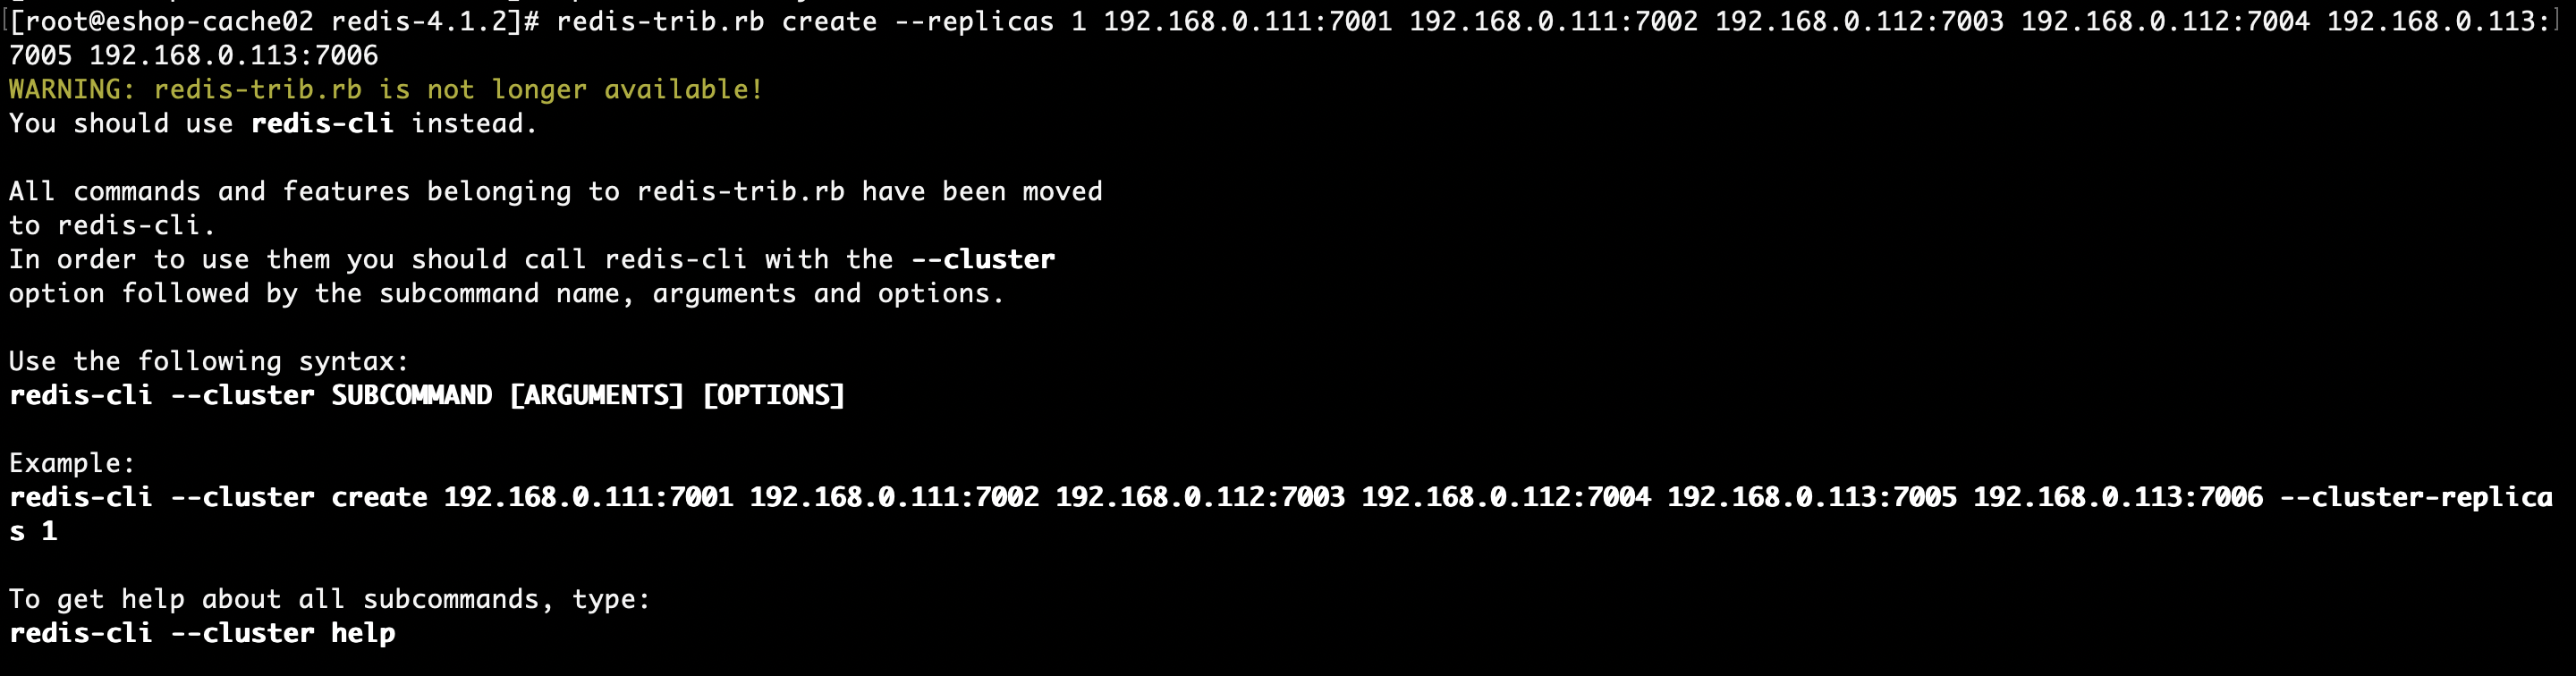 [root@eshop-cache02 redis-4.1.2]# redis-trib.rb create --replicas 1 192.168.0.111:7001 192.168.0.111:7002 192.168.0.112:7003 192.168.0.112:7004 192.168.0.113:
7005 192.168.0.113:7006
WARNING: redis-trib.rb is not longer available!
You should use redis-cli instead.
All commands and features belonging to redis-trib.rb have been moved
to redis-cli.
In order to use them you should call redis-cli with the --cluster
option followed by the subcommand name, arguments and options.
Use the following syntax:
redis-cli --cluster SUBCOMMAND [ARGUMENTS] [OPTIONS]
Example:
redis-cli --cluster create 192.168.0.111:7001 192.168.0.111:7002 192.168.0.112:7003 192.168.0.112:7004 192.168.0.113:7005 192.168.0.113:7006 --cluster-replica
s 1
To get help about all subcommands, type:
redis-cli --cluster help